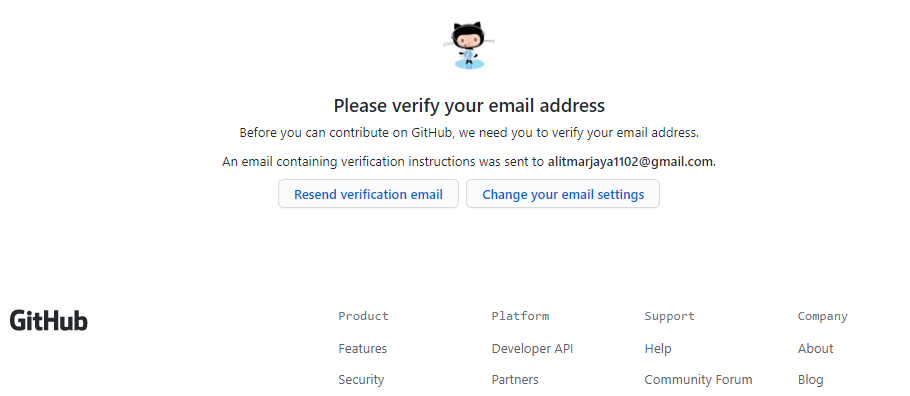 Please verify your email address
Before you can contribute on GitHub, we need you to verify your email address.
An email containing verification instructions was sent to alitmarjaya1102@gmail.com.
Resend verification email Change your email settings
GitHub Product Platform Support Company
Features Developer API Help About
Security Partners Community Forum Blog